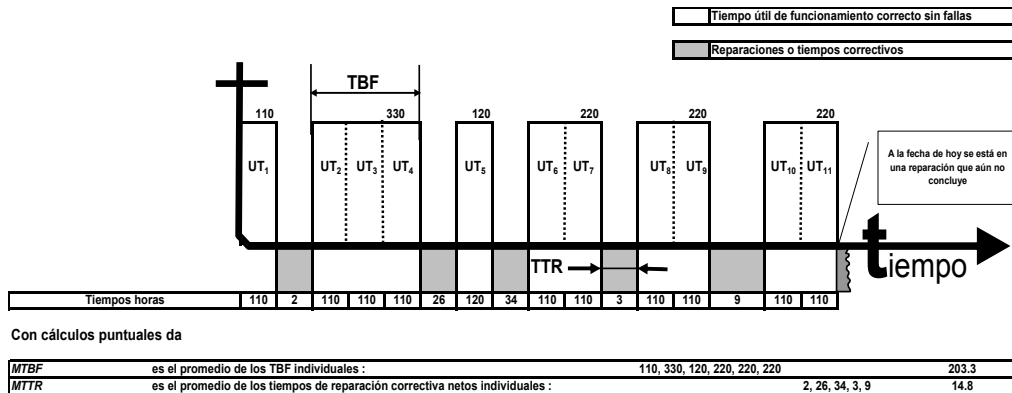 Tiempo útil de funcionamiento correcto sin fallas
Reparaciones o tiempos correctivos
TBF
110 330 120 220 220 220
UT1 UT2 UT3 UT4 UT5 UT6 UT7 UT8 UT9 UT10 UT11
A la fecha de hoy se está en
una reparación que aún no
concluye
tiempo
TTR
Tiempos horas 110 2 110 110 110 26 120 34 110 110 3 110 110 9 110 110
Con cálculos puntuales da
MTBF es el promedio de los TBF individuales : 110, 330, 120, 220, 220, 220 203.3
MTTR es el promedio de los tiempos de reparación correctiva netos individuales : 2, 26, 34, 3, 9 14.8